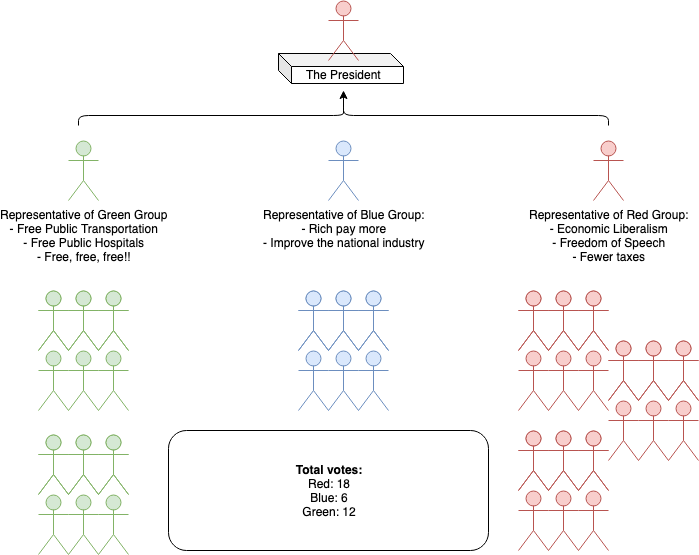 The President
Representative of Green Group
- Free Public Transportation
- Free Public Hospitals
- Free, free, free!!
Representative of Blue Group:
- Rich pay more
- Improve the national industry
Representative of Red Group:
- Economic Liberalism
- Freedom of Speech
- Fewer taxes
Total votes:
Red: 18
Blue: 6
Green: 12